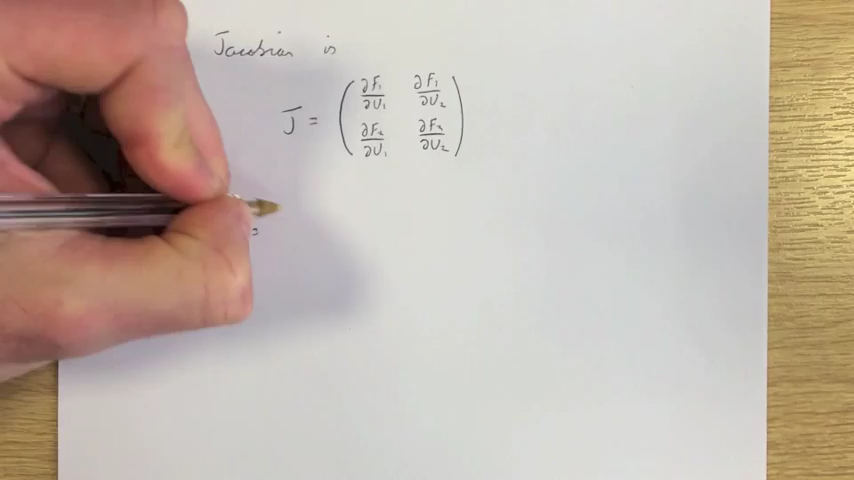 Jacobian is
J = ( ∂F₁/∂U₁ ∂F₁/∂U₂
∂F₂/∂U₁ ∂F₂/∂U₂ )
=